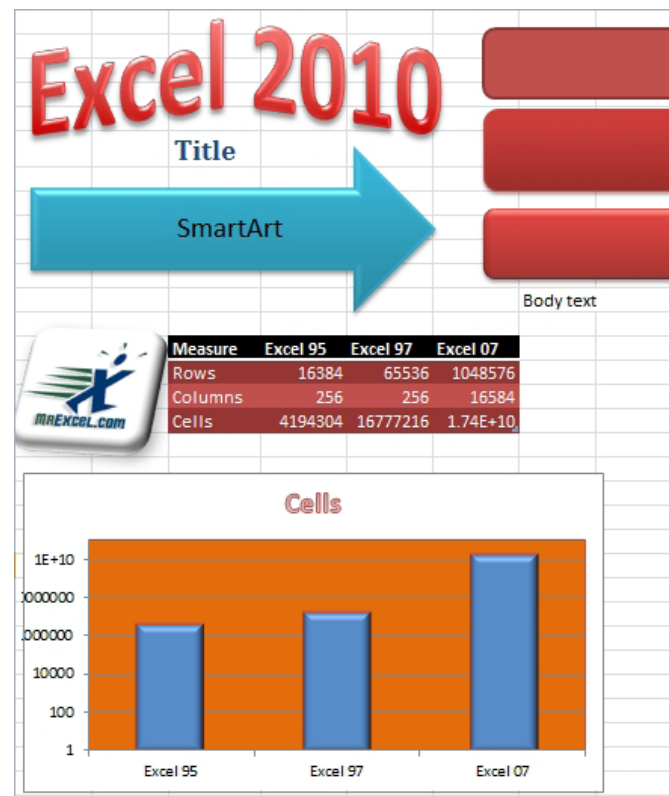 Excel 2010
Title
SmartArt
Body text
MREXCEL.COM
Measure Excel 95 Excel 97 Excel 07
Rows 16384 65536 1048576
Columns 256 256 16584
Cells 4194304 16777216 1.74E+10
Cells
1E+10
0000000
000000
10000
100
1
Excel 95 Excel 97 Excel 07